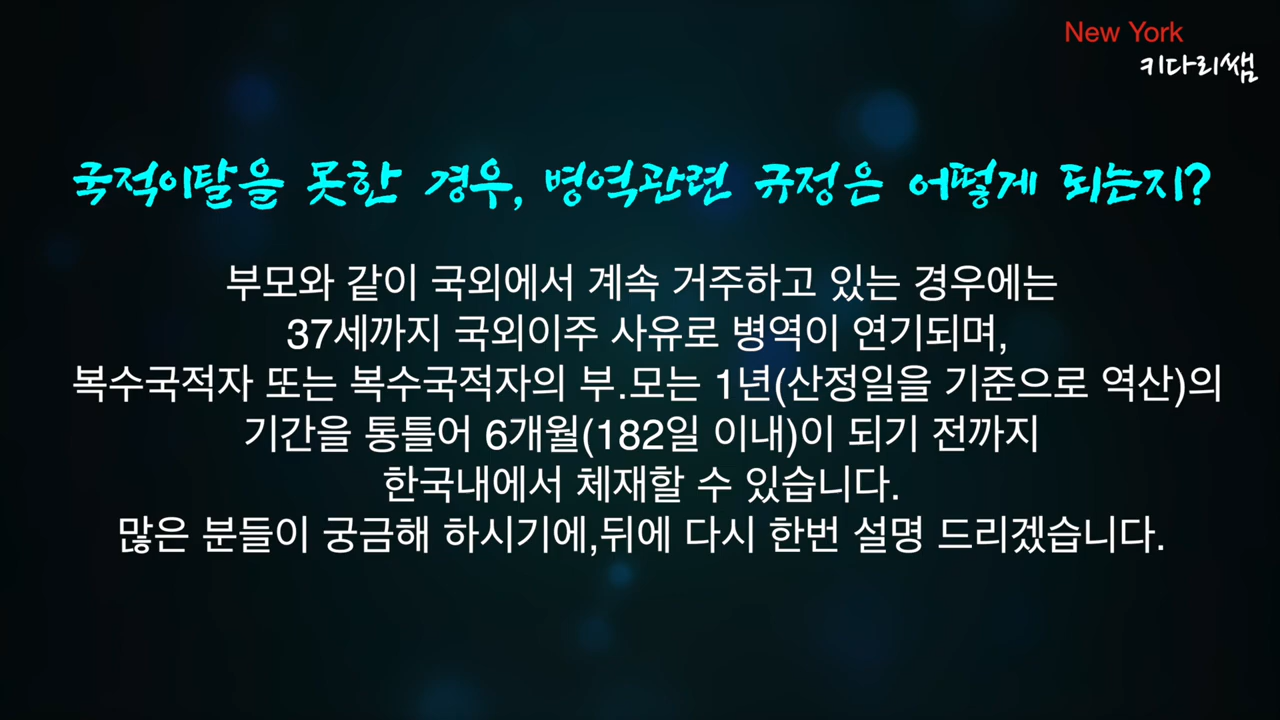 New York
키다리쌤
국적이탈을 못한 경우, 병역관련 규정은 어떻게 되는지?
부모와 같이 국외에서 계속 거주하고 있는 경우에는
37세까지 국외이주 사유로 병역이 연기되며,
복수국적자 또는 복수국적자의 부.모는 1년(산정일을 기준으로 역산)의
기간을 통틀어 6개월(182일 이내)이 되기 전까지
한국내에서 체재할 수 있습니다.
많은 분들이 궁금해 하시기에,뒤에 다시 한번 설명 드리겠습니다.